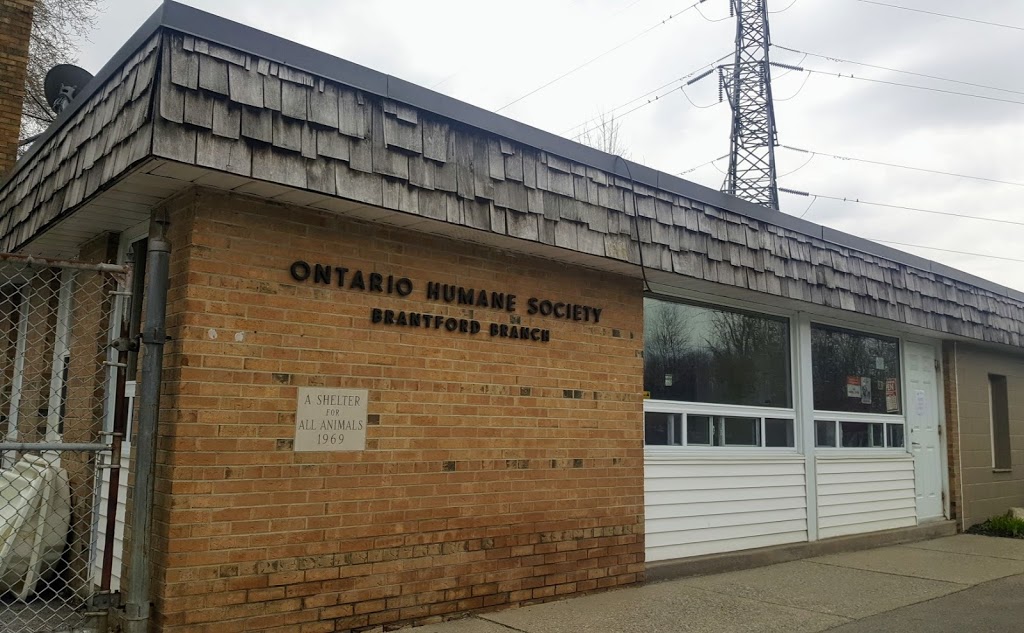 ONTARIO HUMANE SOCIETY
BRANTFORD BRANCH
A SHELTER
FOR
ALL ANIMALS
1969